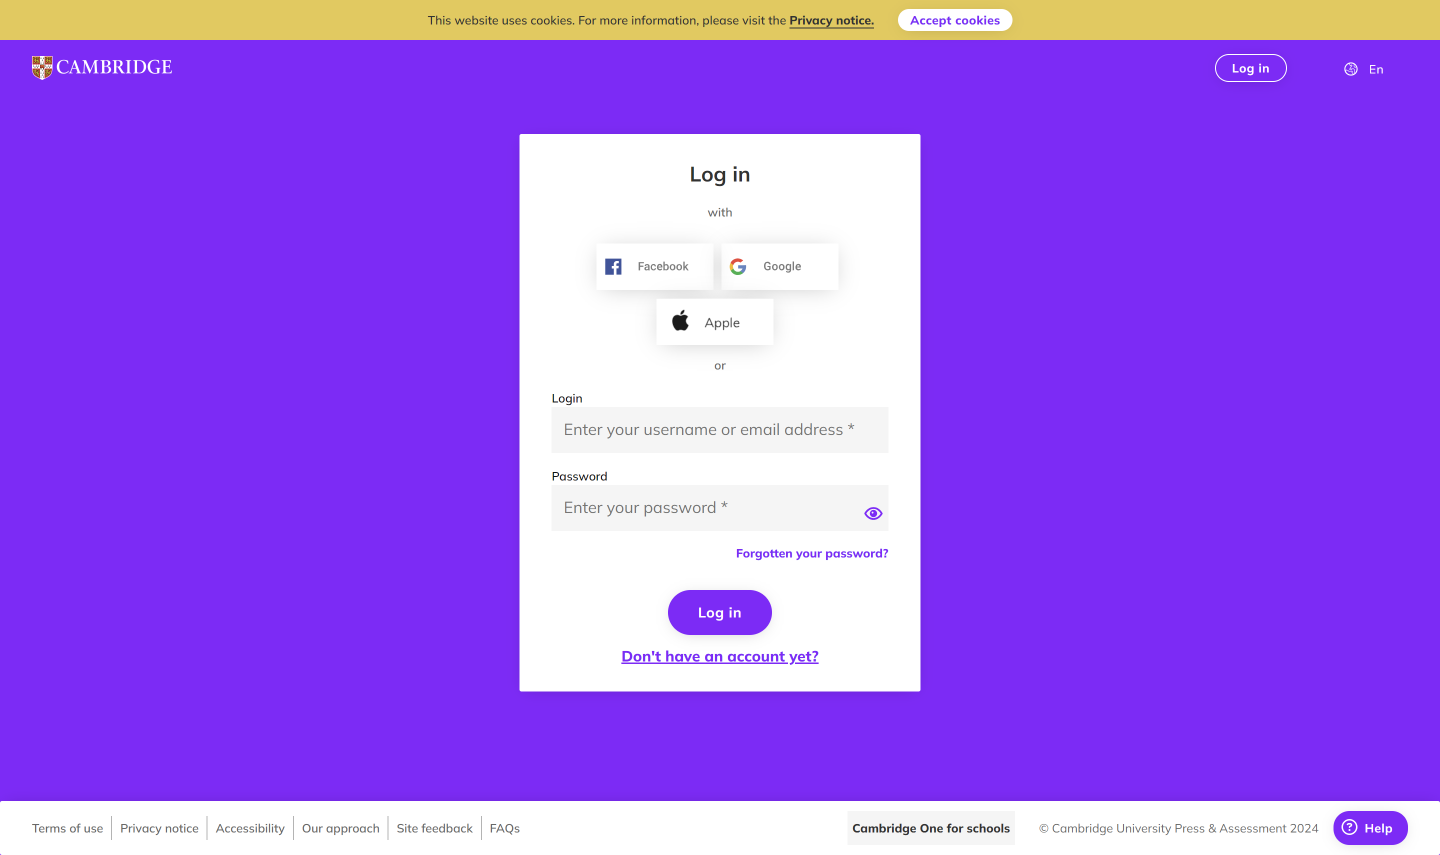 This website uses cookies. For more information, please visit the Privacy notice. Accept cookies
CAMBRIDGE
Log in
En
Log in
with
Facebook
Google
Apple
or
Login
Enter your username or email address *
Password
Enter your password *
Forgotten your password?
Log in
Don't have an account yet?
Terms of use
Privacy notice
Accessibility
Our approach
Site feedback
FAQs
Cambridge One for schools
© Cambridge University Press & Assessment 2024
Help